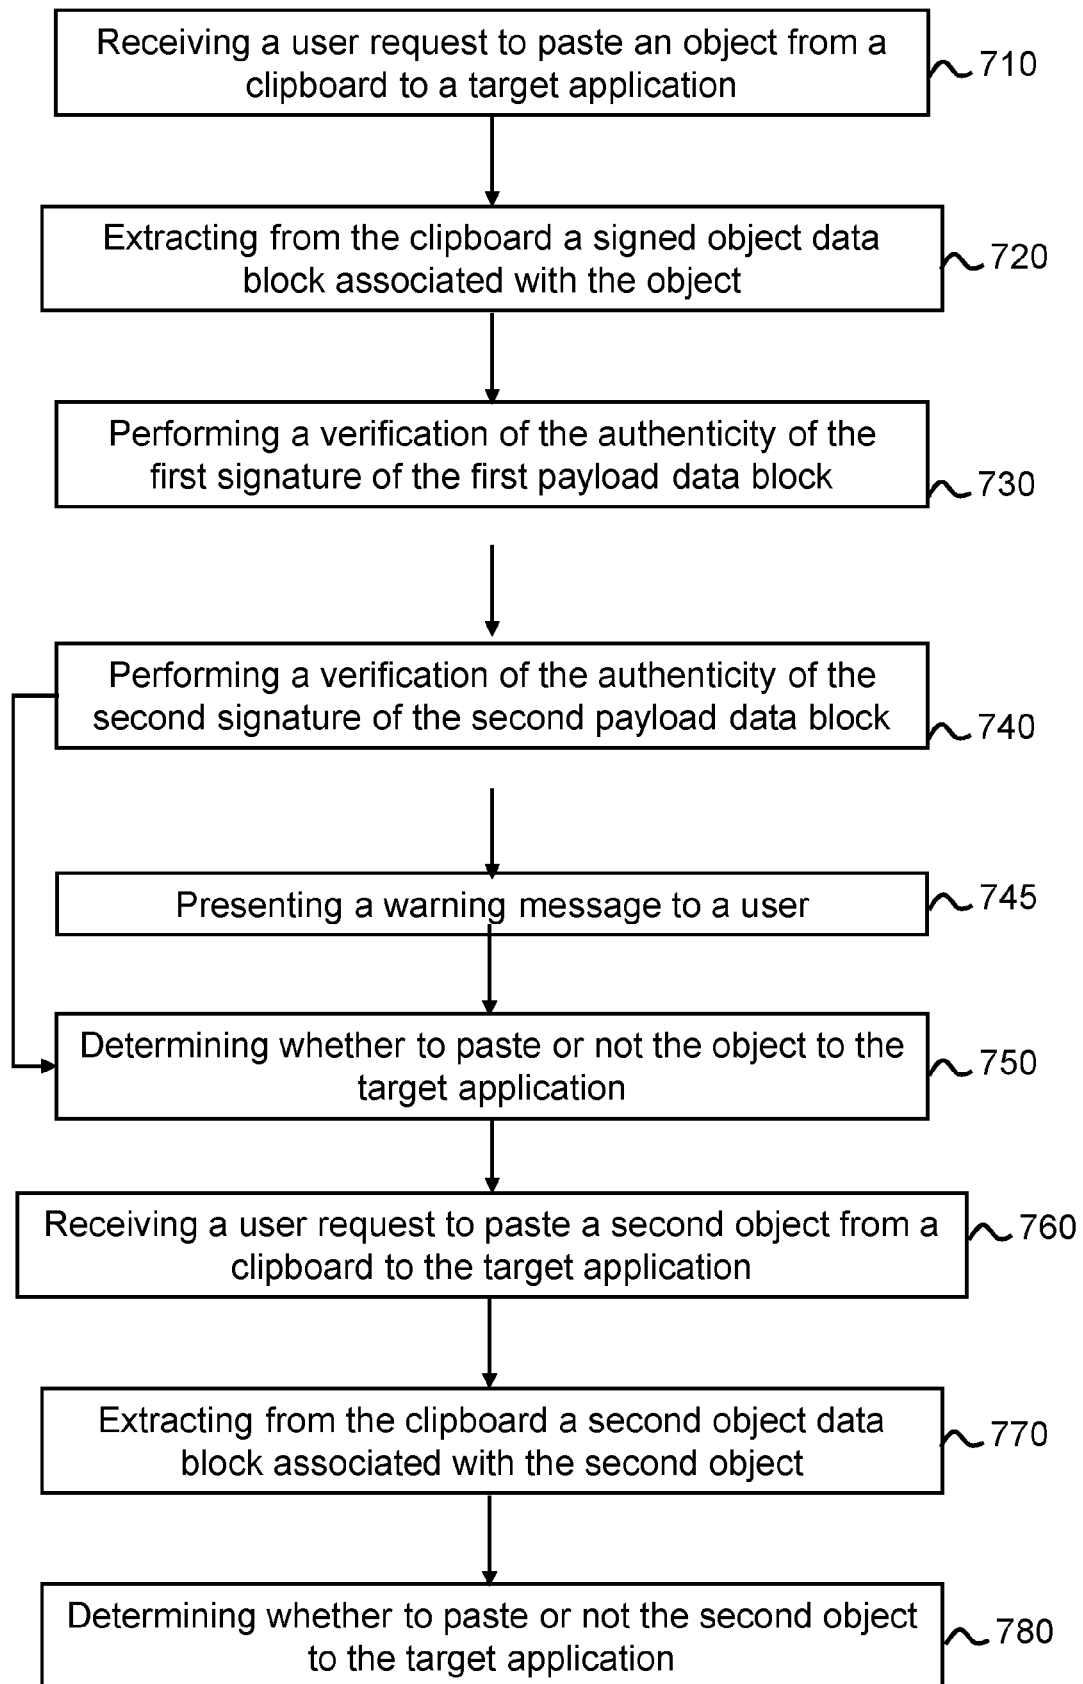 Receiving a user request to paste an object from a
clipboard to a target application
710
Extracting from the clipboard a signed object data
block associated with the object
720
Performing a verification of the authenticity of the
first signature of the first payload data block
730
Performing a verification of the authenticity of the
second signature of the second payload data block
740
Presenting a warning message to a user
745
Determining whether to paste or not the object to the
target application
750
Receiving a user request to paste a second object from a
clipboard to the target application
760
Extracting from the clipboard a second object data
block associated with the second object
770
Determining whether to paste or not the second object
to the target application
780